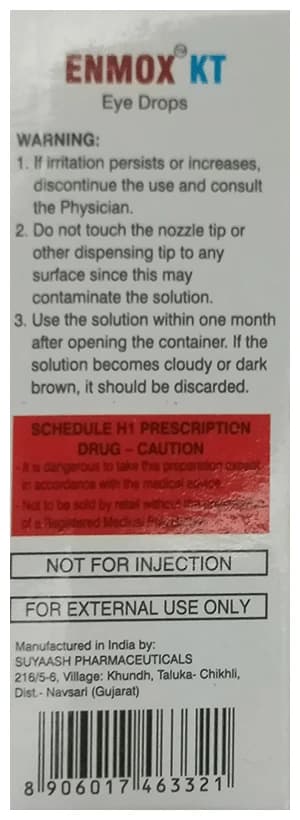 ENMOX® KT
Eye Drops
WARNING:
1. If irritation persists or increases,
discontinue the use and consult
the Physician.
2. Do not touch the nozzle tip or
other dispensing tip to any
surface since this may
contaminate the solution.
3. Use the solution within one month
after opening the container. If the
solution becomes cloudy or dark
brown, it should be discarded.
SCHEDULE H1 PRESCRIPTION
DRUG – CAUTION
- It is dangerous to take this preparation except
in accordance with the medical advice.
- Not to be sold by retail without the
of a Registered Medical
NOT FOR INJECTION
FOR EXTERNAL USE ONLY
Manufactured in India by:
SUYAASH PHARMACEUTICALS
216/5-6, Village: Khundh, Taluka- Chikhli,
Dist.- Navsari (Gujarat)
8 906017 463321